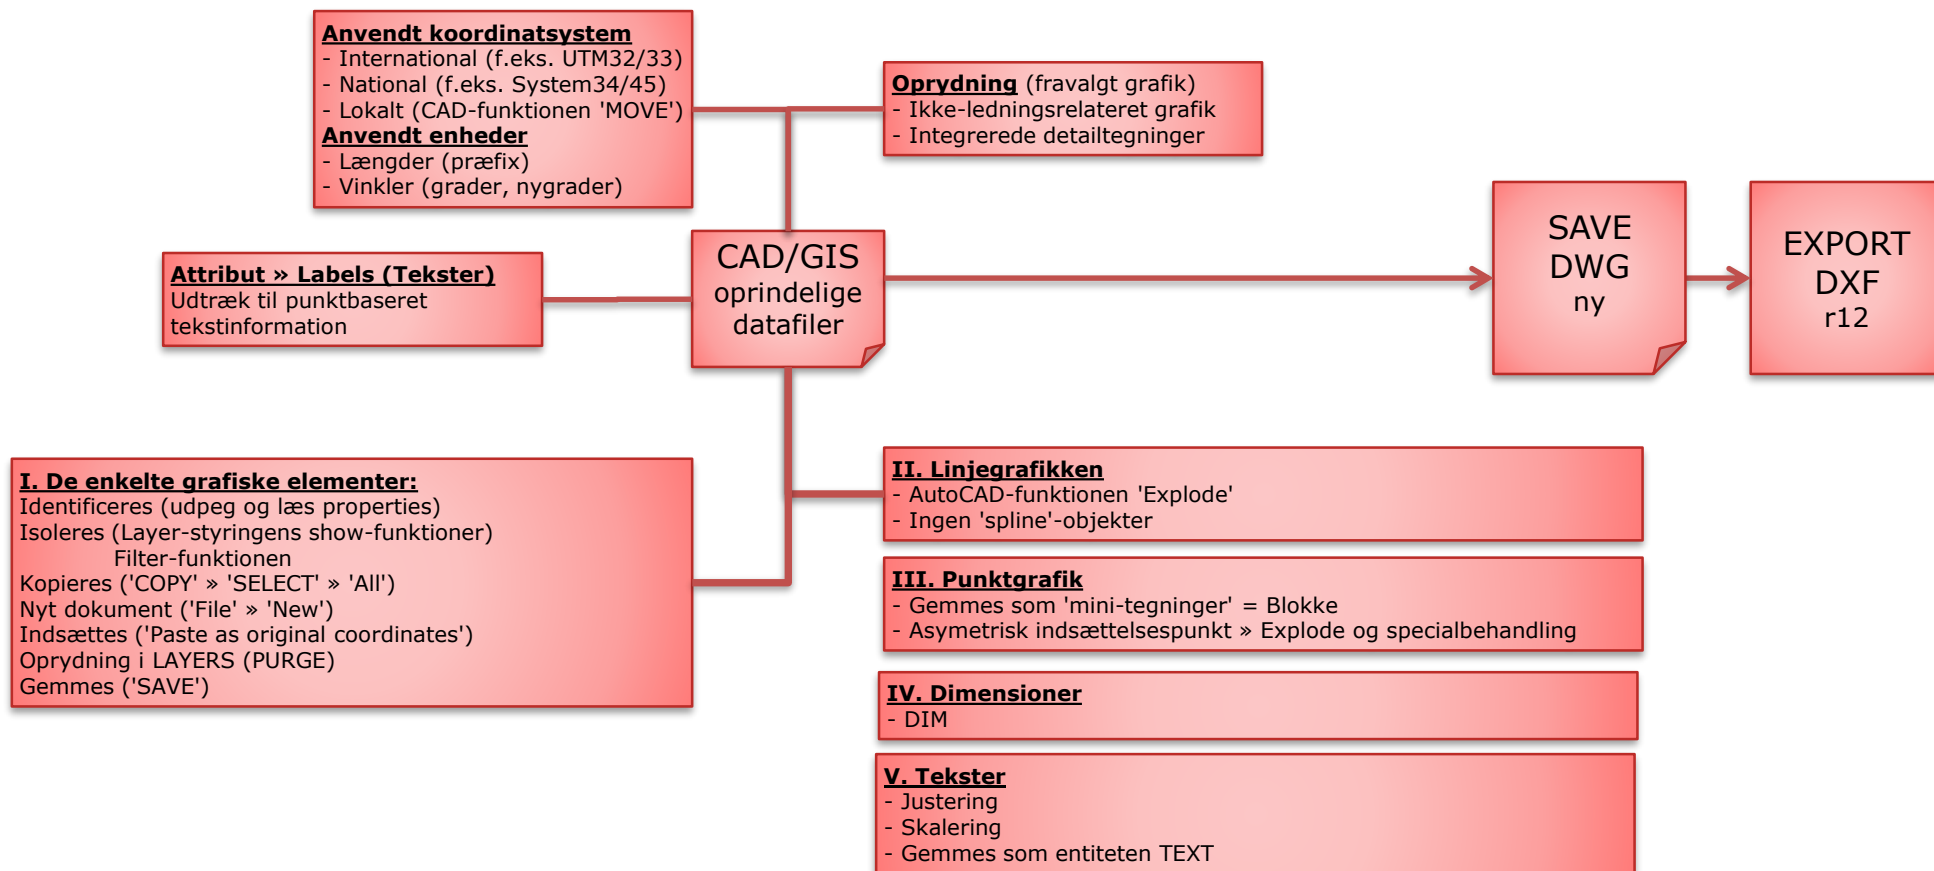 Anvendt koordinatsystem
- International (f.eks. UTM32/33)
- National (f.eks. System34/45)
- Lokalt (CAD-funktionen 'MOVE')
Anvendt enheder
- Længder (præfix)
- Vinkler (grader, nygrader)
Oprydning (fravalgt grafik)
- Ikke-ledningsrelateret grafik
- Integrerede detailtegninger
Attribut » Labels (Tekster)
Udtræk til punktbaseret
tekstinformation
CAD/GIS
oprindelige
datafiler
SAVE
DWG
ny
EXPORT
DXF
r12
I. De enkelte grafiske elementer:
Identificeres (udpeg og læs properties)
Isoleres (Layer-styringens show-funktioner)
Filter-funktionen
Kopieres ('COPY' » 'SELECT' » 'All')
Nyt dokument ('File' » 'New')
Indsættes ('Paste as original coordinates')
Oprydning i LAYERS (PURGE)
Gemmes ('SAVE')
II. Linjegrafikken
- AutoCAD-funktionen 'Explode'
- Ingen 'spline'-objekter
III. Punktgrafik
- Gemmes som 'mini-tegninger' = Blokke
- Asymetrisk indsættelsespunkt » Explode og specialbehandling
IV. Dimensioner
- DIM
V. Tekster
- Justering
- Skalering
- Gemmes som entiteten TEXT